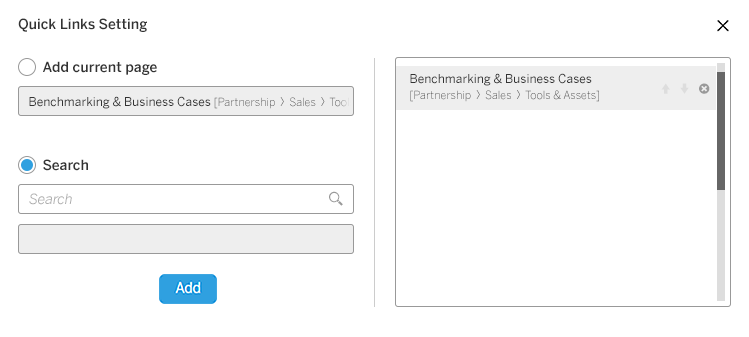 Quick Links Setting
Add current page
Benchmarking & Business Cases [Partnership > Sales > Too
Search
Search
Add
Benchmarking & Business Cases
[Partnership > Sales > Tools & Assets]